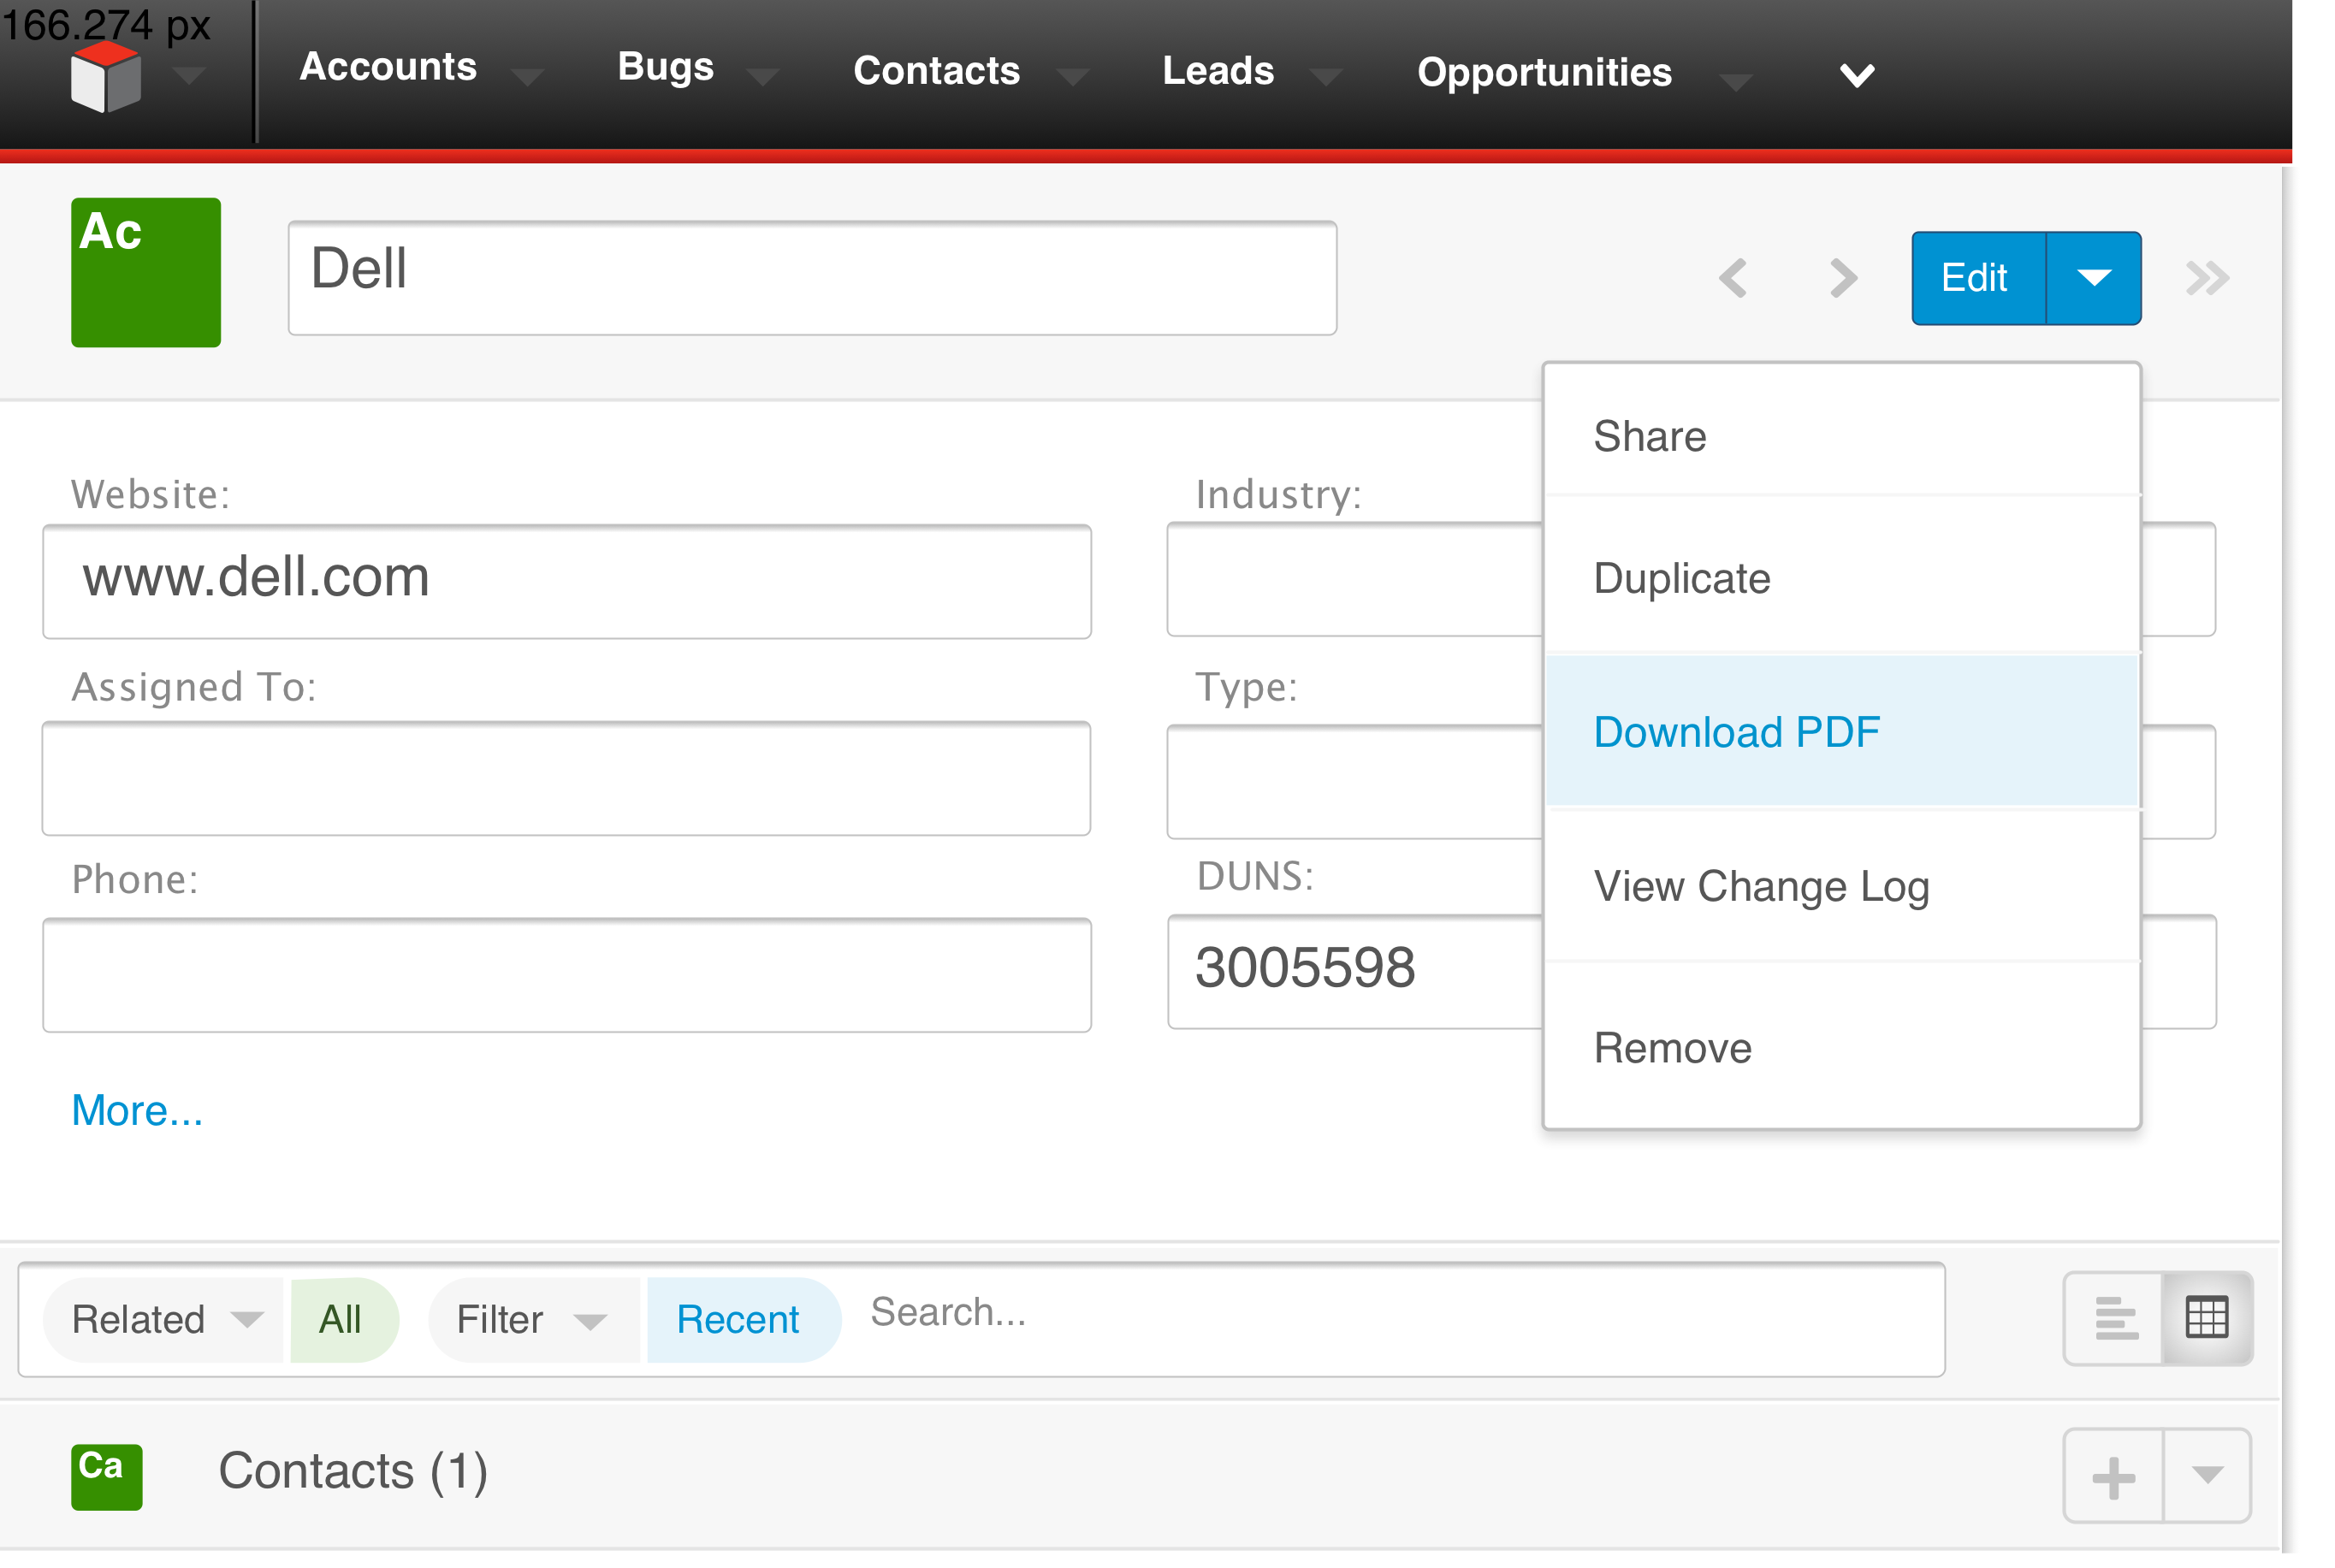 166.274 px
Accounts Bugs Contacts Leads Opportunities
Ac
Dell
Edit
Share
Website:
Industry:
www.dell.com
Duplicate
Assigned To:
Type:
Download PDF
Phone:
DUNS:
View Change Log
3005598
Remove
More...
Related All Filter Recent Search...
Ca
Contacts (1)